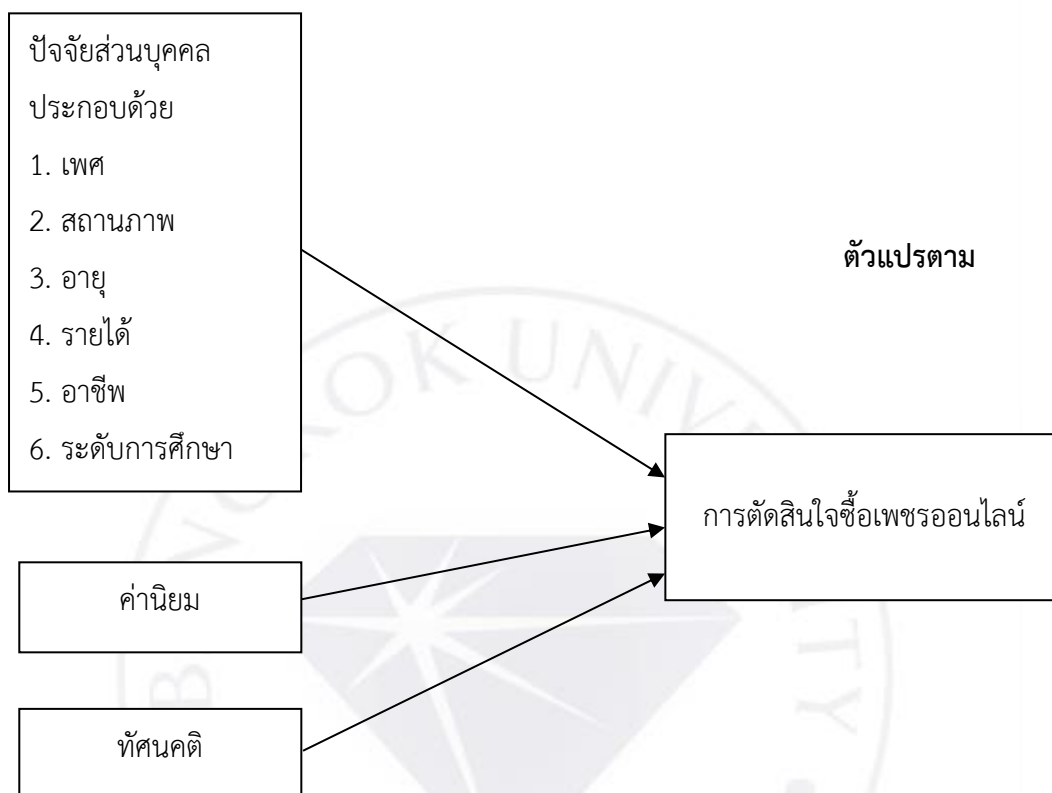 ปัจจัยส่วนบุคคล
ประกอบด้วย
1. เพศ
2. สถานภาพ
3. อายุ
4. รายได้
5. อาชีพ
6. ระดับการศึกษา
ค่านิยม
ทัศนคติ
ตัวแปรตาม
การตัดสินใจซื้อเพชรออนไลน์